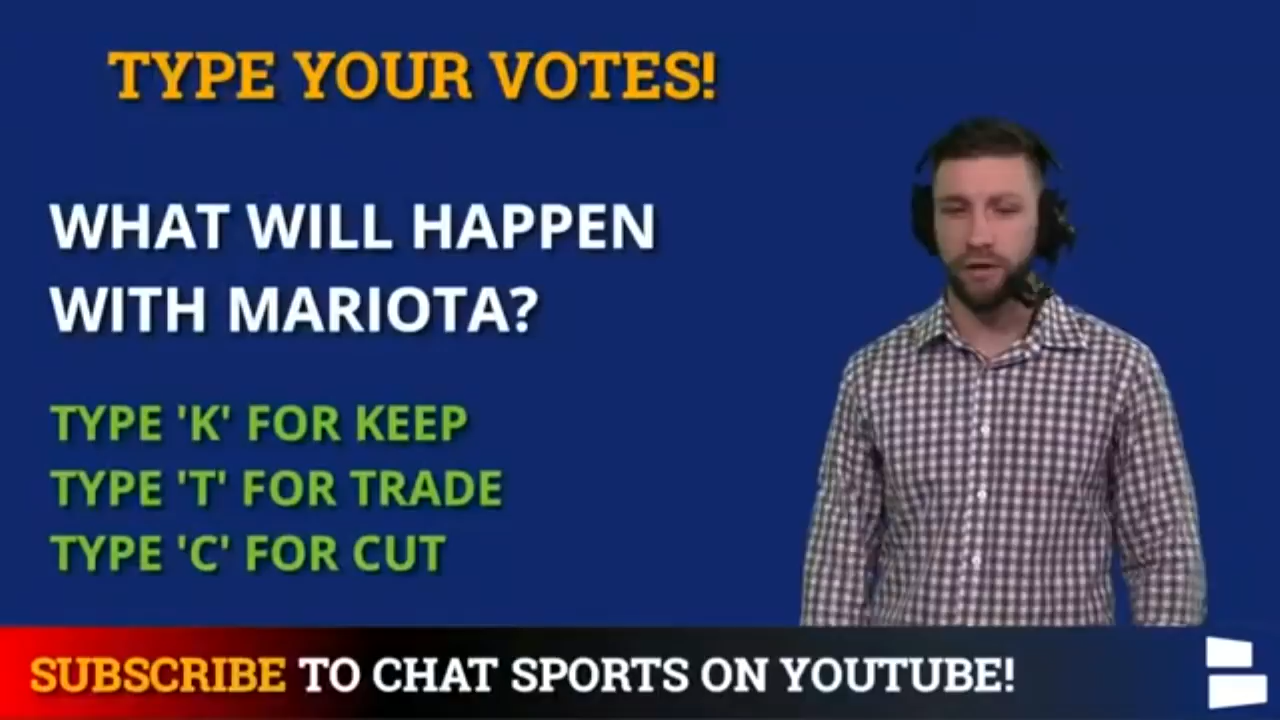 TYPE YOUR VOTES!
WHAT WILL HAPPEN
WITH MARIOTA?
TYPE 'K' FOR KEEP
TYPE 'T' FOR TRADE
TYPE 'C' FOR CUT
SUBSCRIBE TO CHAT SPORTS ON YOUTUBE!